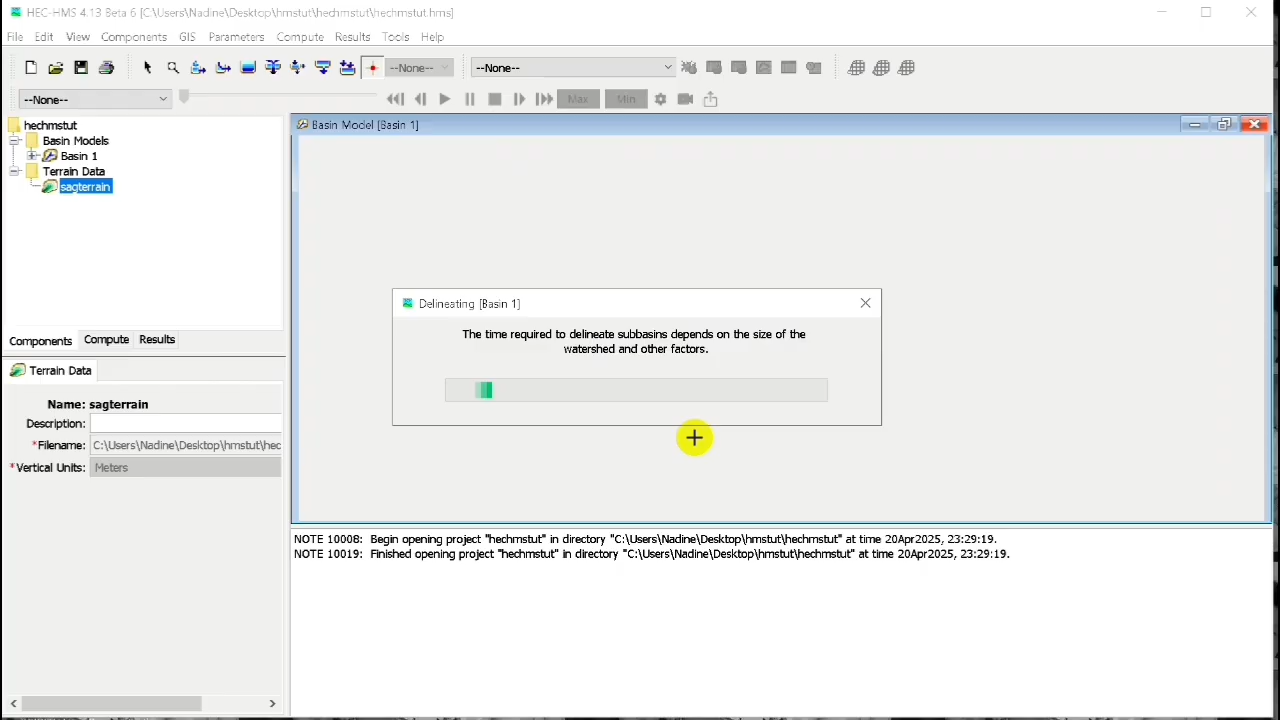 HEC-HMS 4.13 Beta 6 [C:\Users\Nadine\Desktop\hmstut\hechmstut\hechmstut.hms]
File Edit View Components GIS Parameters Compute Results Tools Help
--None-- --None--
--None-- Max Min
hechmstut
Basin Models
Basin 1
Terrain Data
sagterrain
Basin Model [Basin 1]
Delineating [Basin 1]
The time required to delineate subbasins depends on the size of the
watershed and other factors.
Components Compute Results
Terrain Data
Name: sagterrain
Description:
*Filename: C:\Users\Nadine\Desktop\hmstut\hec
*Vertical Units: Meters
NOTE 10008: Begin opening project "hechmstut" in directory "C:\Users\Nadine\Desktop\hmstut\hechmstut" at time 20Apr2025, 23:29:19.
NOTE 10019: Finished opening project "hechmstut" in directory "C:\Users\Nadine\Desktop\hmstut\hechmstut" at time 20Apr2025, 23:29:19.